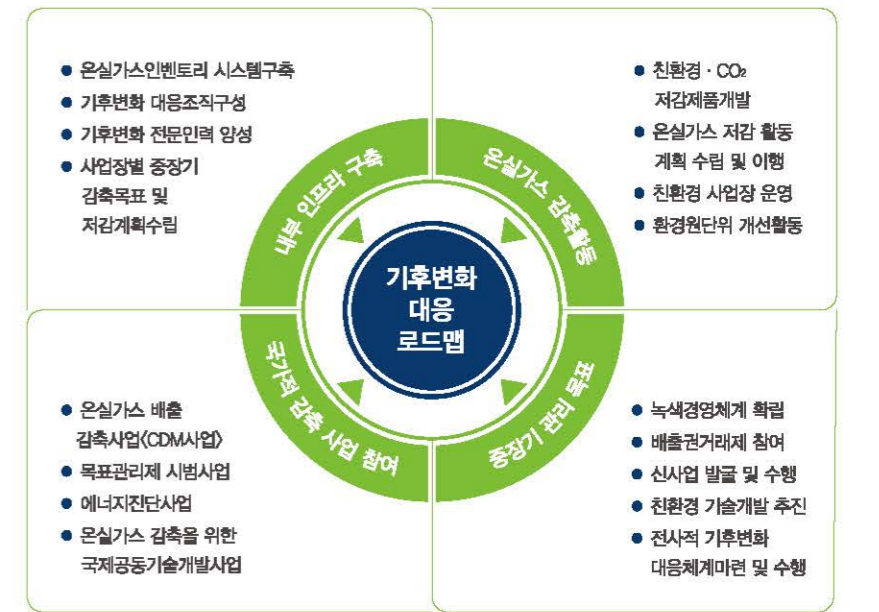 온실가스인벤토리 시스템구축
기후변화 대응조직구성
기후변화 전문인력 양성
사업장별 중장기
감축목표 및
저감계획수립
친환경 · CO₂
저감제품개발
온실가스 저감 활동
계획 수립 및 이행
친환경 사업장 운영
환경원단위 개선활동
내부 인프라 구축
온실가스 감축활동
기후변화
대응
로드맵
국가적 감축 사업 참여
중장기 관리 목표
온실가스 배출
감축사업〈CDM사업〉
목표관리제 시범사업
에너지진단사업
온실가스 감축을 위한
국제공동기술개발사업
녹색경영체계 확립
배출권거래제 참여
신사업 발굴 및 수행
친환경 기술개발 추진
전사적 기후변화
대응체계마련 및 수행